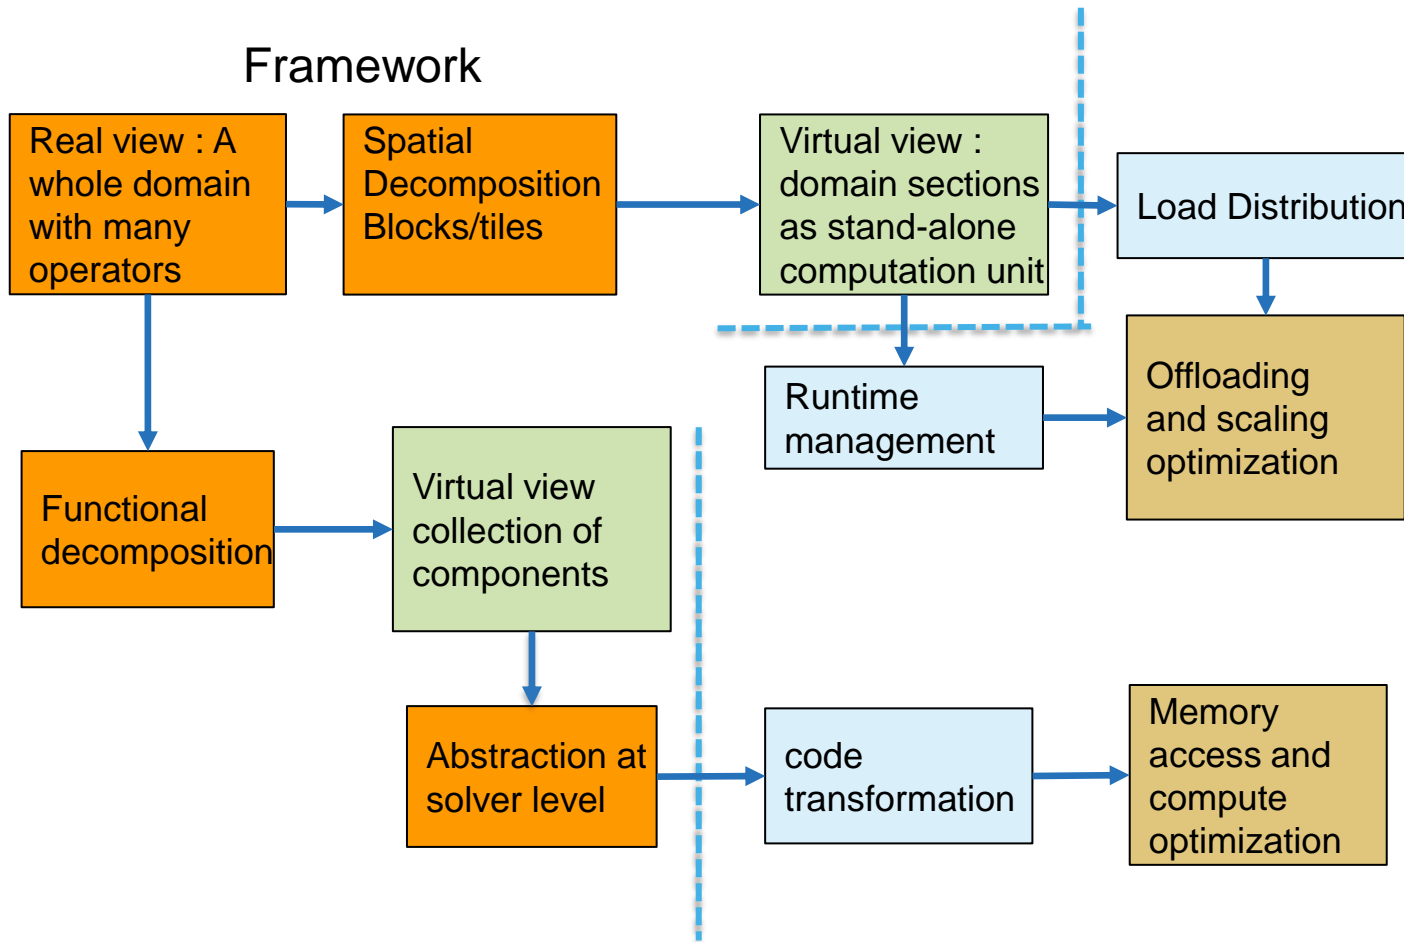 Framework
Real view : A
whole domain
with many
operators
Spatial
Decomposition
Blocks/tiles
Virtual view :
domain sections
as stand-alone
computation unit
Load Distribution
Runtime
management
Offloading
and scaling
optimization
Functional
decomposition
Virtual view
collection of
components
Abstraction at
solver level
code
transformation
Memory
access and
compute
optimization